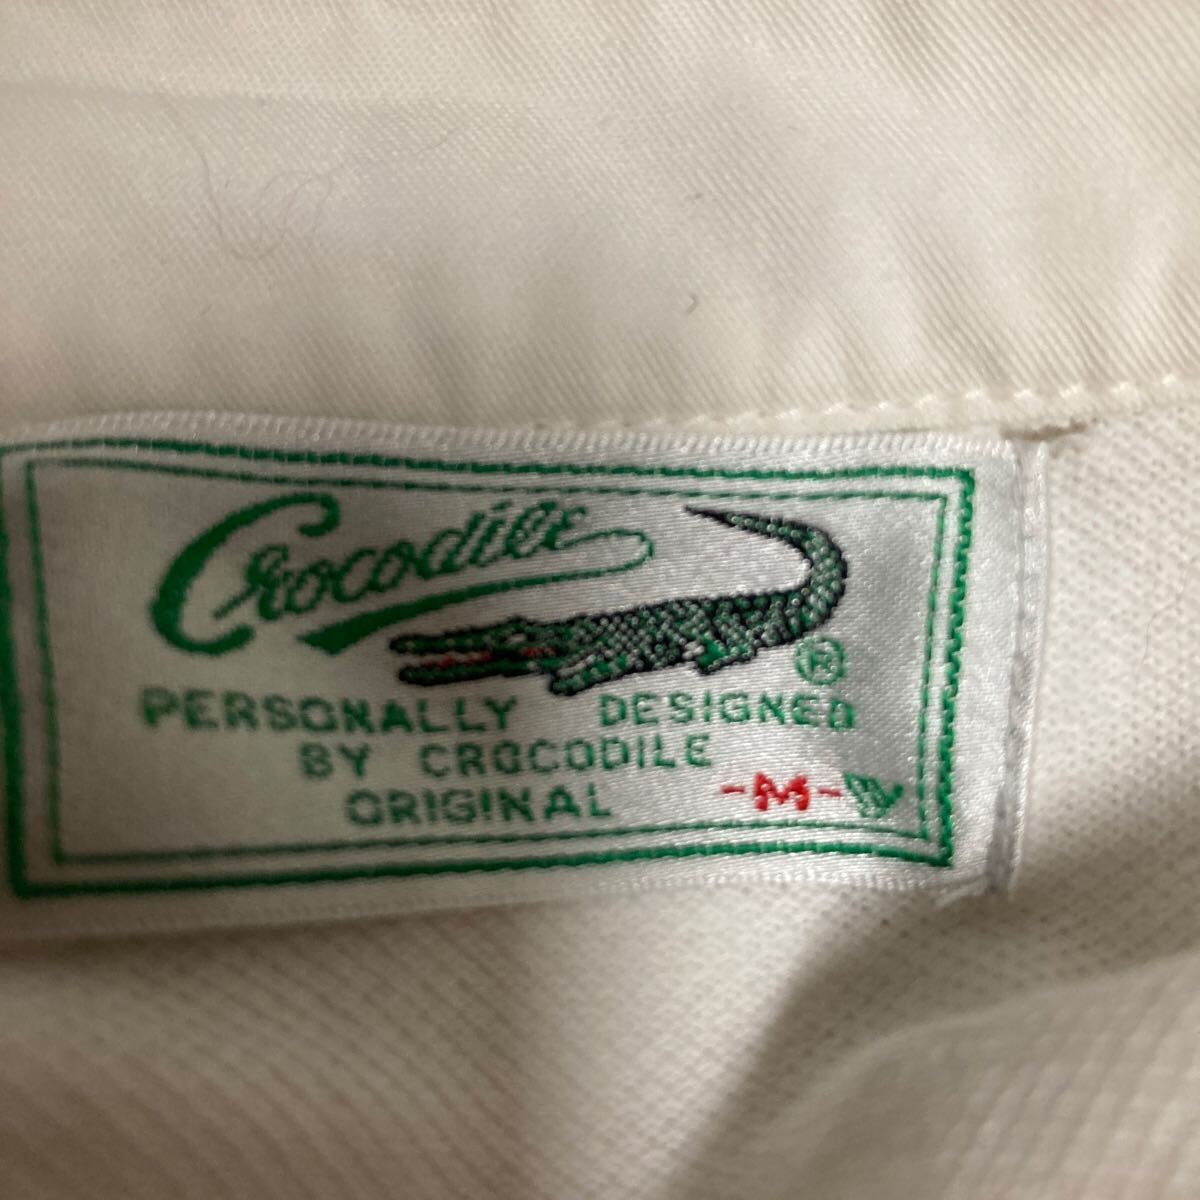 Crocodile
®
PERSONALLY DESIGNED
BY CROCODILE
ORIGINAL -M-